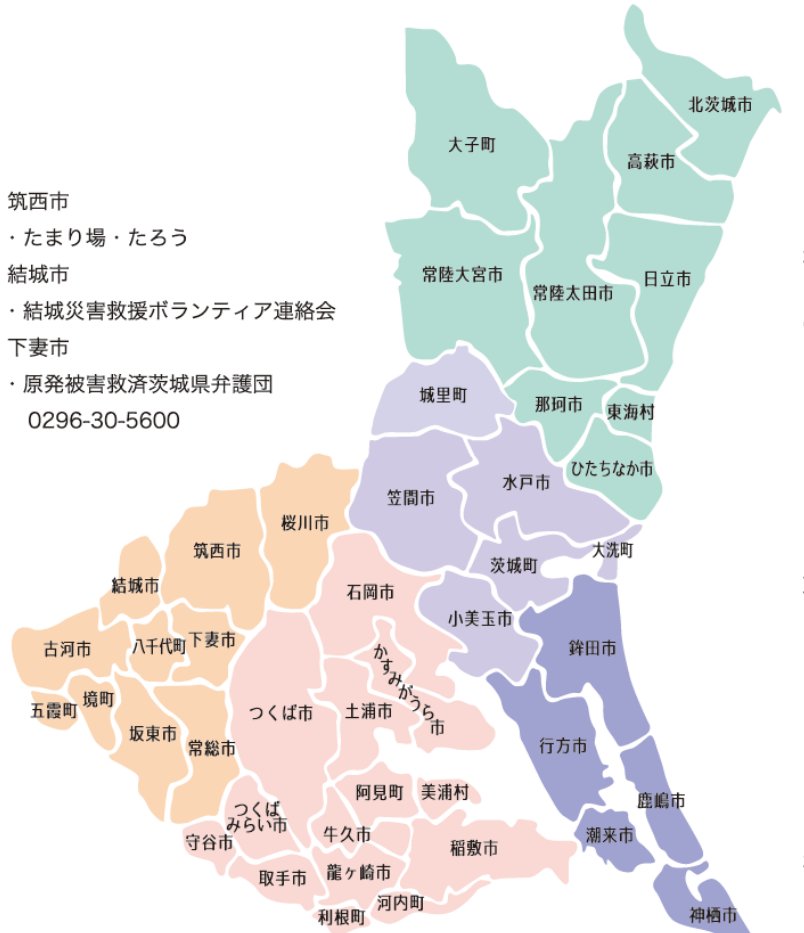 筑西市
・たまり場・たろう
結城市
・結城災害救援ボランティア連絡会
下妻市
・原発被害救済茨城県弁護団
0296-30-5600
北茨城市
大子町
高萩市
常陸大宮市
常陸太田市
日立市
城里町
那珂市
東海村
ひたちなか市
笠間市
水戸市
桜川市
筑西市
茨城町
大洗町
結城市
石岡市
小美玉市
古河市
八千代町
下妻市
かすみがうら市
鉾田市
五霞町
境町
坂東市
常総市
つくば市
土浦市
行方市
阿見町
美浦村
鹿嶋市
つくば
みらい市
守谷市
牛久市
稲敷市
潮来市
取手市
龍ヶ崎市
利根町
河内町
神栖市